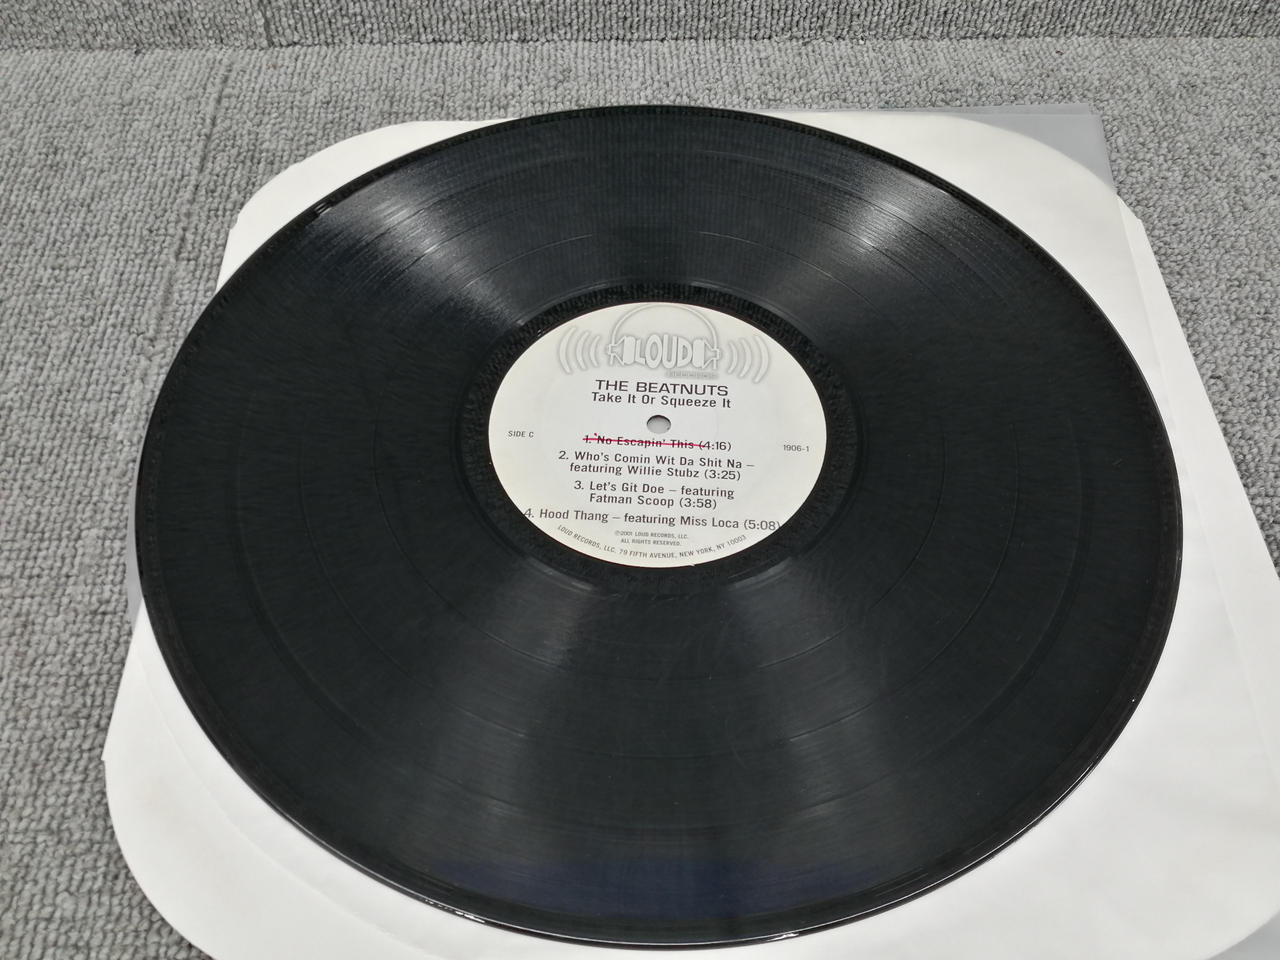 LOUD
THE BEATNUTS
Take It Or Squeeze It
SIDE C
1906-1
1. No Escapin' This (4:16)
2. Who's Comin Wit Da Shit Na –
featuring Willie Stubz (3:25)
3. Let's Git Doe – featuring
Fatman Scoop (3:58)
4. Hood Thang – featuring Miss Loca (5:08)
©2001 LOUD RECORDS, LLC.
ALL RIGHTS RESERVED.
LOUD RECORDS, LLC. 79 FIFTH AVENUE, NEW YORK, NY 10003